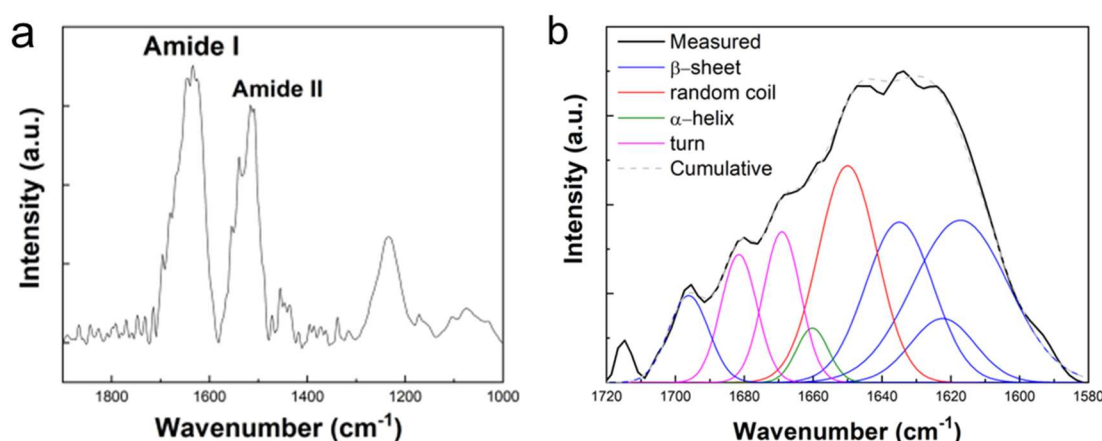 a
Amide I
Amide II
Intensity (a.u.)
1800 1600 1400 1200 1000
Wavenumber (cm⁻¹)
b
Measured
β–sheet
random coil
α–helix
turn
Cumulative
Intensity (a.u.)
1720 1700 1680 1660 1640 1620 1600 1580
Wavenumber (cm⁻¹)